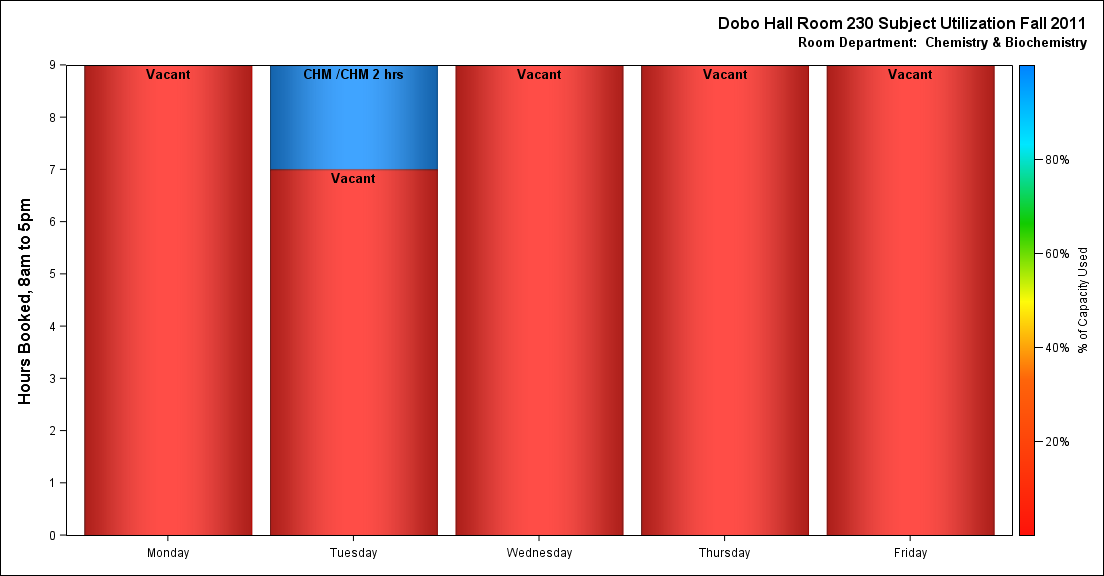 Dobo Hall Room 230 Subject Utilization Fall 2011
Room Department:  Chemistry & Biochemistry
Hours Booked, 8am to 5pm
9
8
7
6
5
4
3
2
1
0
Vacant
CHM /CHM 2 hrs
Vacant
Vacant
Vacant
Vacant
Monday
Tuesday
Wednesday
Thursday
Friday
80%
60%
40%
20%
% of Capacity Used